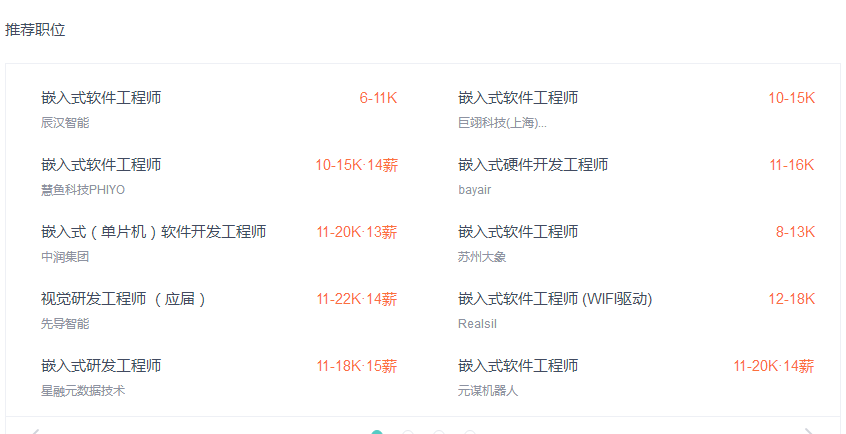 推荐职位
嵌入式软件工程师 6-11K
辰汉智能
嵌入式软件工程师 10-15K
巨翊科技(上海)...
嵌入式软件工程师 10-15K·14薪
慧鱼科技PHIYO
嵌入式硬件开发工程师 11-16K
bayair
嵌入式（单片机）软件开发工程师 11-20K·13薪
中润集团
嵌入式软件工程师 8-13K
苏州大象
视觉研发工程师 （应届） 11-22K·14薪
先导智能
嵌入式软件工程师 (WIFI驱动) 12-18K
Realsil
嵌入式研发工程师 11-18K·15薪
星融元数据技术
嵌入式软件工程师 11-20K·14薪
元谋机器人